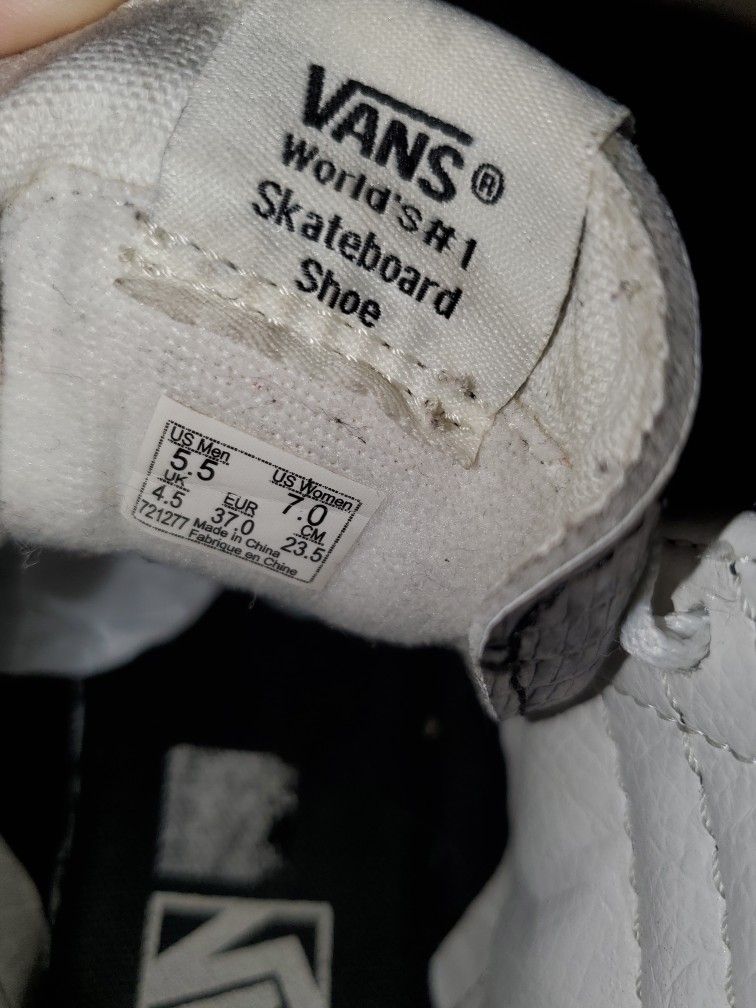 VANS®
World's #1
Skateboard
Shoe
US Men 5.5 US Women 7.0
UK 4.5 EUR 37.0 CM 23.5
721277 Made in China
Fabrique en Chine